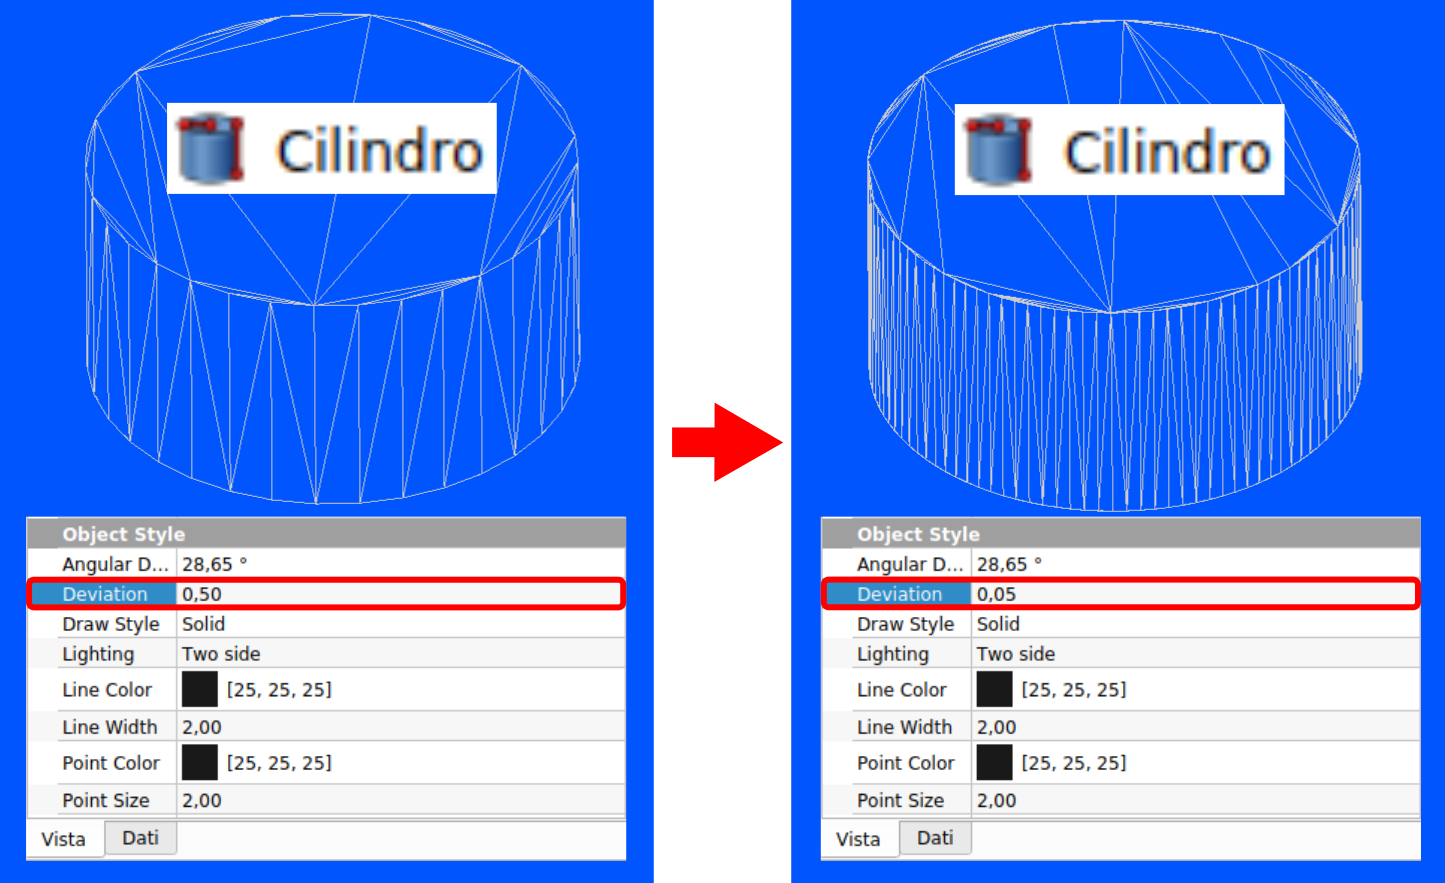 Cilindro
Object Style
Angular D... 28,65 °
Deviation 0,50
Draw Style Solid
Lighting Two side
Line Color [25, 25, 25]
Line Width 2,00
Point Color [25, 25, 25]
Point Size 2,00
Vista Dati
Cilindro
Object Style
Angular D... 28,65 °
Deviation 0,05
Draw Style Solid
Lighting Two side
Line Color [25, 25, 25]
Line Width 2,00
Point Color [25, 25, 25]
Point Size 2,00
Vista Dati